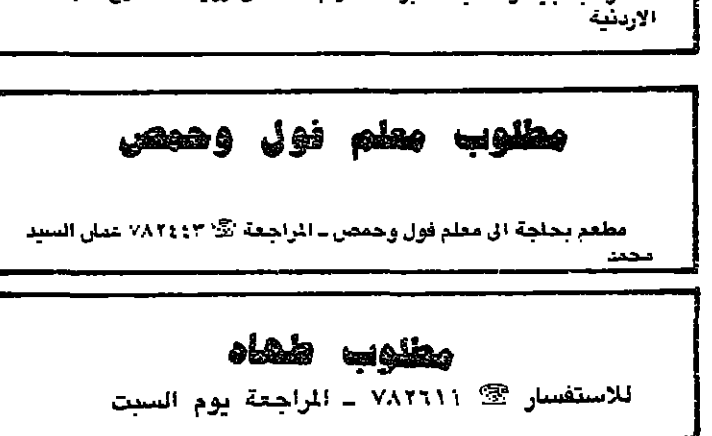 الاردنية
مطلوب معلم فول وحمص
مطعم بحاجة الى معلم فول وحمص ـ المراجعة ☏ ٧٨٢٤٤٣ عمان السيد
محمد
مطلوب طهاه
للاستفسار ☏ ٧٨٢٦١١ ـ المراجعة يوم السبت